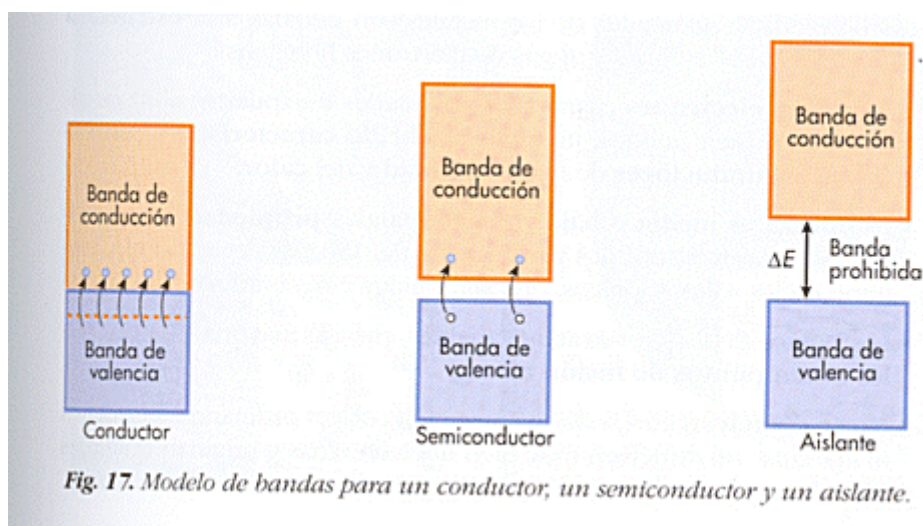 Banda de
conducción
Banda de
valencia
Conductor
Banda de
conducción
Banda de
valencia
Semiconductor
Banda de
conducción
ΔE
Banda
prohibida
Banda de
valencia
Aislante
Fig. 17. Modelo de bandas para un conductor, un semiconductor y un aislante.